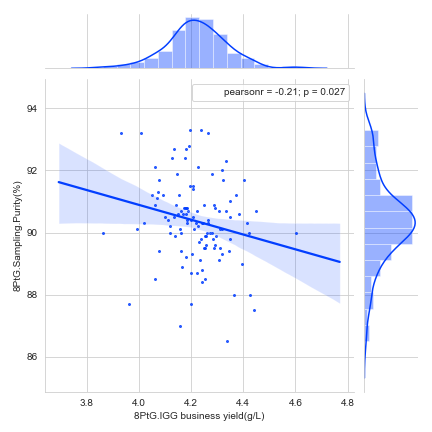 pearsonr = -0.21; p = 0.027
94
92
90
88
86
8PtG.Sampling.Purity(%)
3.8 4.0 4.2 4.4 4.6 4.8
8PtG.IGG business yield(g/L)